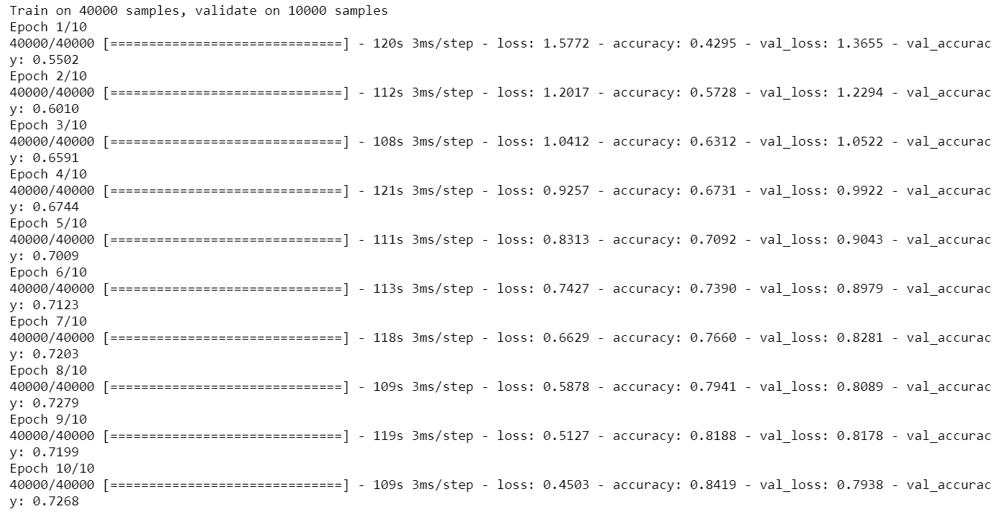 Train on 40000 samples, validate on 10000 samples
Epoch 1/10
40000/40000 [==============================] - 120s 3ms/step - loss: 1.5772 - accuracy: 0.4295 - val_loss: 1.3655 - val_accurac
y: 0.5502
Epoch 2/10
40000/40000 [==============================] - 112s 3ms/step - loss: 1.2017 - accuracy: 0.5728 - val_loss: 1.2294 - val_accurac
y: 0.6010
Epoch 3/10
40000/40000 [==============================] - 108s 3ms/step - loss: 1.0412 - accuracy: 0.6312 - val_loss: 1.0522 - val_accurac
y: 0.6591
Epoch 4/10
40000/40000 [==============================] - 121s 3ms/step - loss: 0.9257 - accuracy: 0.6731 - val_loss: 0.9922 - val_accurac
y: 0.6744
Epoch 5/10
40000/40000 [==============================] - 111s 3ms/step - loss: 0.8313 - accuracy: 0.7092 - val_loss: 0.9043 - val_accurac
y: 0.7009
Epoch 6/10
40000/40000 [==============================] - 113s 3ms/step - loss: 0.7427 - accuracy: 0.7390 - val_loss: 0.8979 - val_accurac
y: 0.7123
Epoch 7/10
40000/40000 [==============================] - 118s 3ms/step - loss: 0.6629 - accuracy: 0.7660 - val_loss: 0.8281 - val_accurac
y: 0.7203
Epoch 8/10
40000/40000 [==============================] - 109s 3ms/step - loss: 0.5878 - accuracy: 0.7941 - val_loss: 0.8089 - val_accurac
y: 0.7279
Epoch 9/10
40000/40000 [==============================] - 119s 3ms/step - loss: 0.5127 - accuracy: 0.8188 - val_loss: 0.8178 - val_accurac
y: 0.7199
Epoch 10/10
40000/40000 [==============================] - 109s 3ms/step - loss: 0.4503 - accuracy: 0.8419 - val_loss: 0.7938 - val_accurac
y: 0.7268